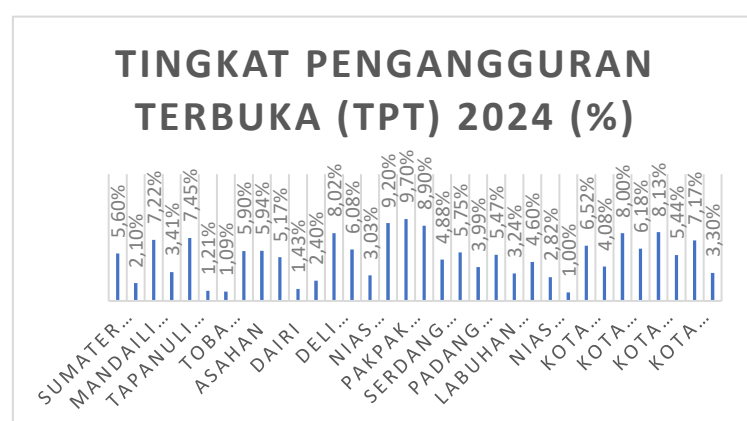 TINGKAT PENGANGGURAN
TERBUKA (TPT) 2024 (%)
5,60%
2,10%
7,22%
3,41%
7,45%
1,21%
1,09%
5,90%
5,94%
5,17%
1,43%
2,40%
8,02%
6,08%
3,03%
9,20%
9,70%
8,90%
4,88%
5,75%
3,99%
5,47%
3,24%
4,60%
2,82%
1,00%
6,52%
4,08%
8,00%
6,18%
8,13%
5,44%
7,17%
3,30%
SUMATER…
MANDAILI…
TAPANULI…
TOBA…
ASAHAN
DAIRI
DELI…
NIAS…
PAKPAK…
SERDANG…
PADANG…
LABUHAN…
NIAS…
KOTA…
KOTA…
KOTA…
KOTA…